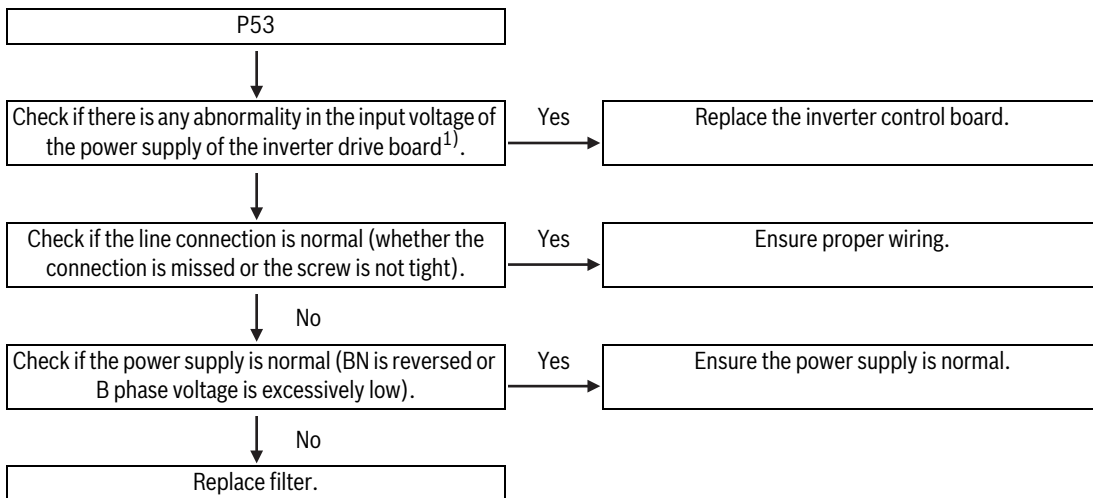 P53
Check if there is any abnormality in the input voltage of
the power supply of the inverter drive board1).
Yes
Replace the inverter control board.
Check if the line connection is normal (whether the
connection is missed or the screw is not tight).
Yes
Ensure proper wiring.
No
Check if the power supply is normal (BN is reversed or
B phase voltage is excessively low).
Yes
Ensure the power supply is normal.
No
Replace filter.